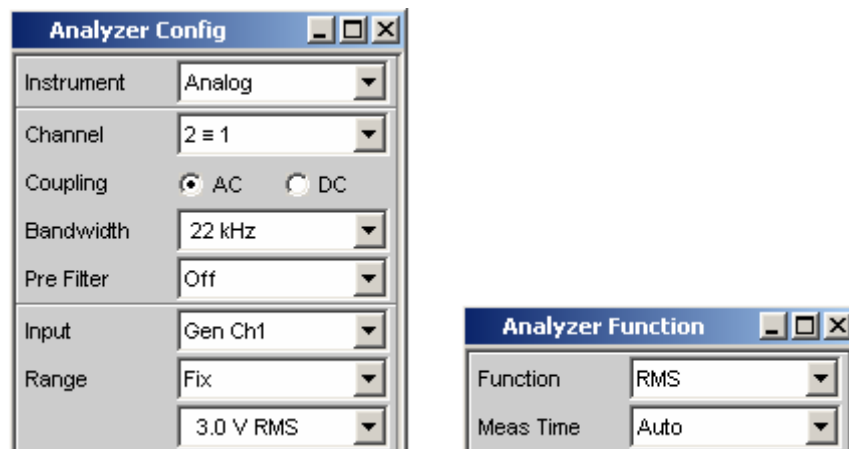 Analyzer Config
Instrument Analog
Channel 2 ≡ 1
Coupling AC DC
Bandwidth 22 kHz
Pre Filter Off
Input Gen Ch1
Range Fix
3.0 V RMS
Analyzer Function
Function RMS
Meas Time Auto